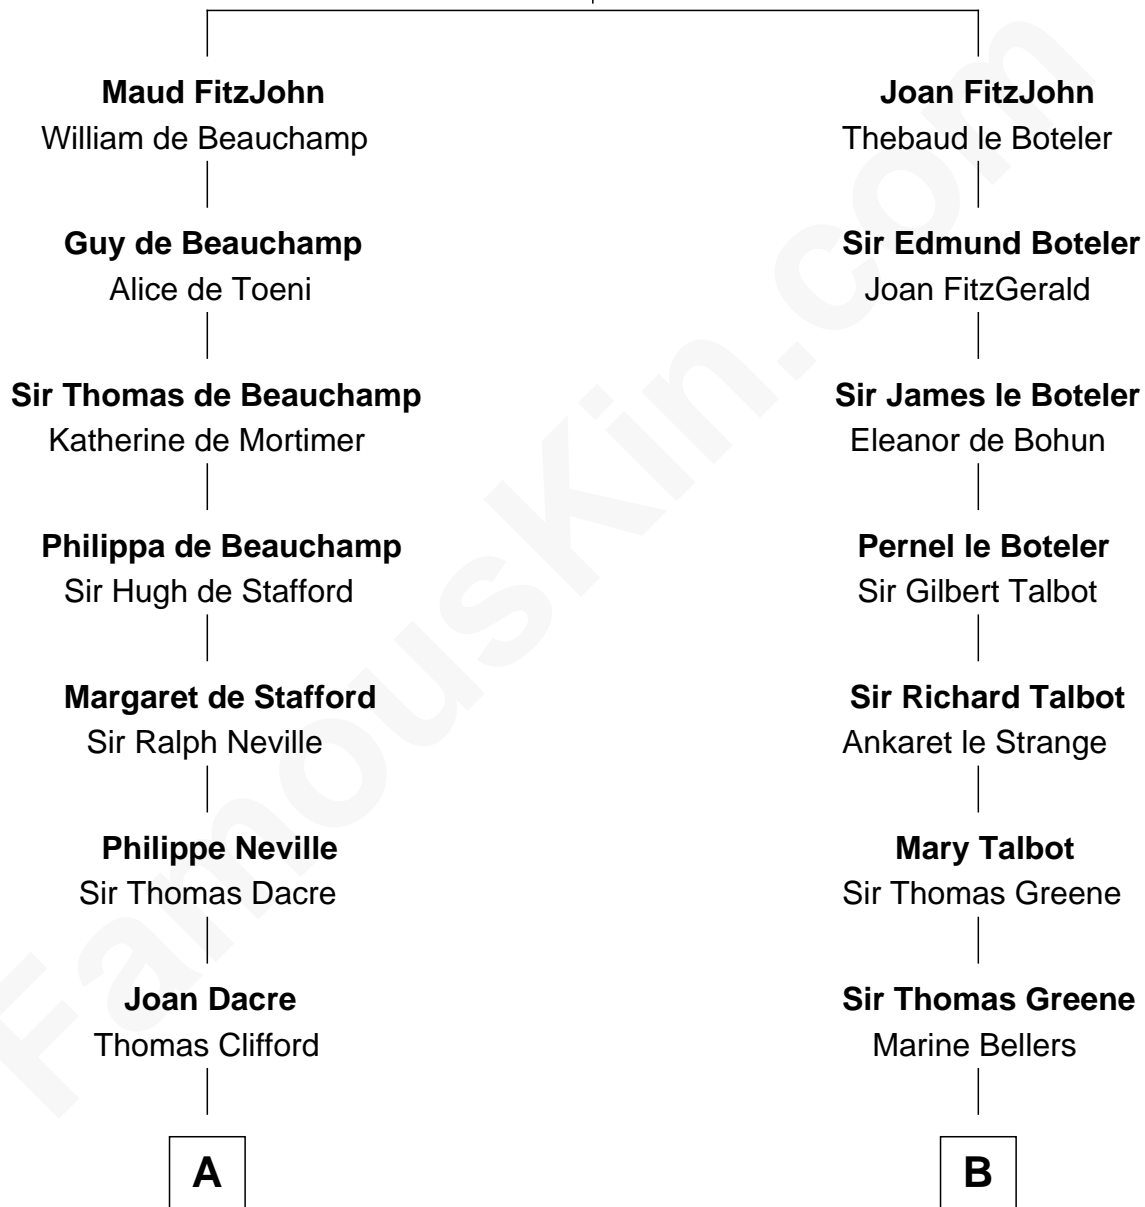 Maud FitzJohn
William de Beauchamp
Guy de Beauchamp
Alice de Toeni
Sir Thomas de Beauchamp
Katherine de Mortimer
Philippa de Beauchamp
Sir Hugh de Stafford
Margaret de Stafford
Sir Ralph Neville
Philippe Neville
Sir Thomas Dacre
Joan Dacre
Thomas Clifford
A
Joan FitzJohn
Thebaud le Boteler
Sir Edmund Boteler
Joan FitzGerald
Sir James le Boteler
Eleanor de Bohun
Pernel le Boteler
Sir Gilbert Talbot
Sir Richard Talbot
Ankaret le Strange
Mary Talbot
Sir Thomas Greene
Sir Thomas Greene
Marine Bellers
B
FamousKin.com